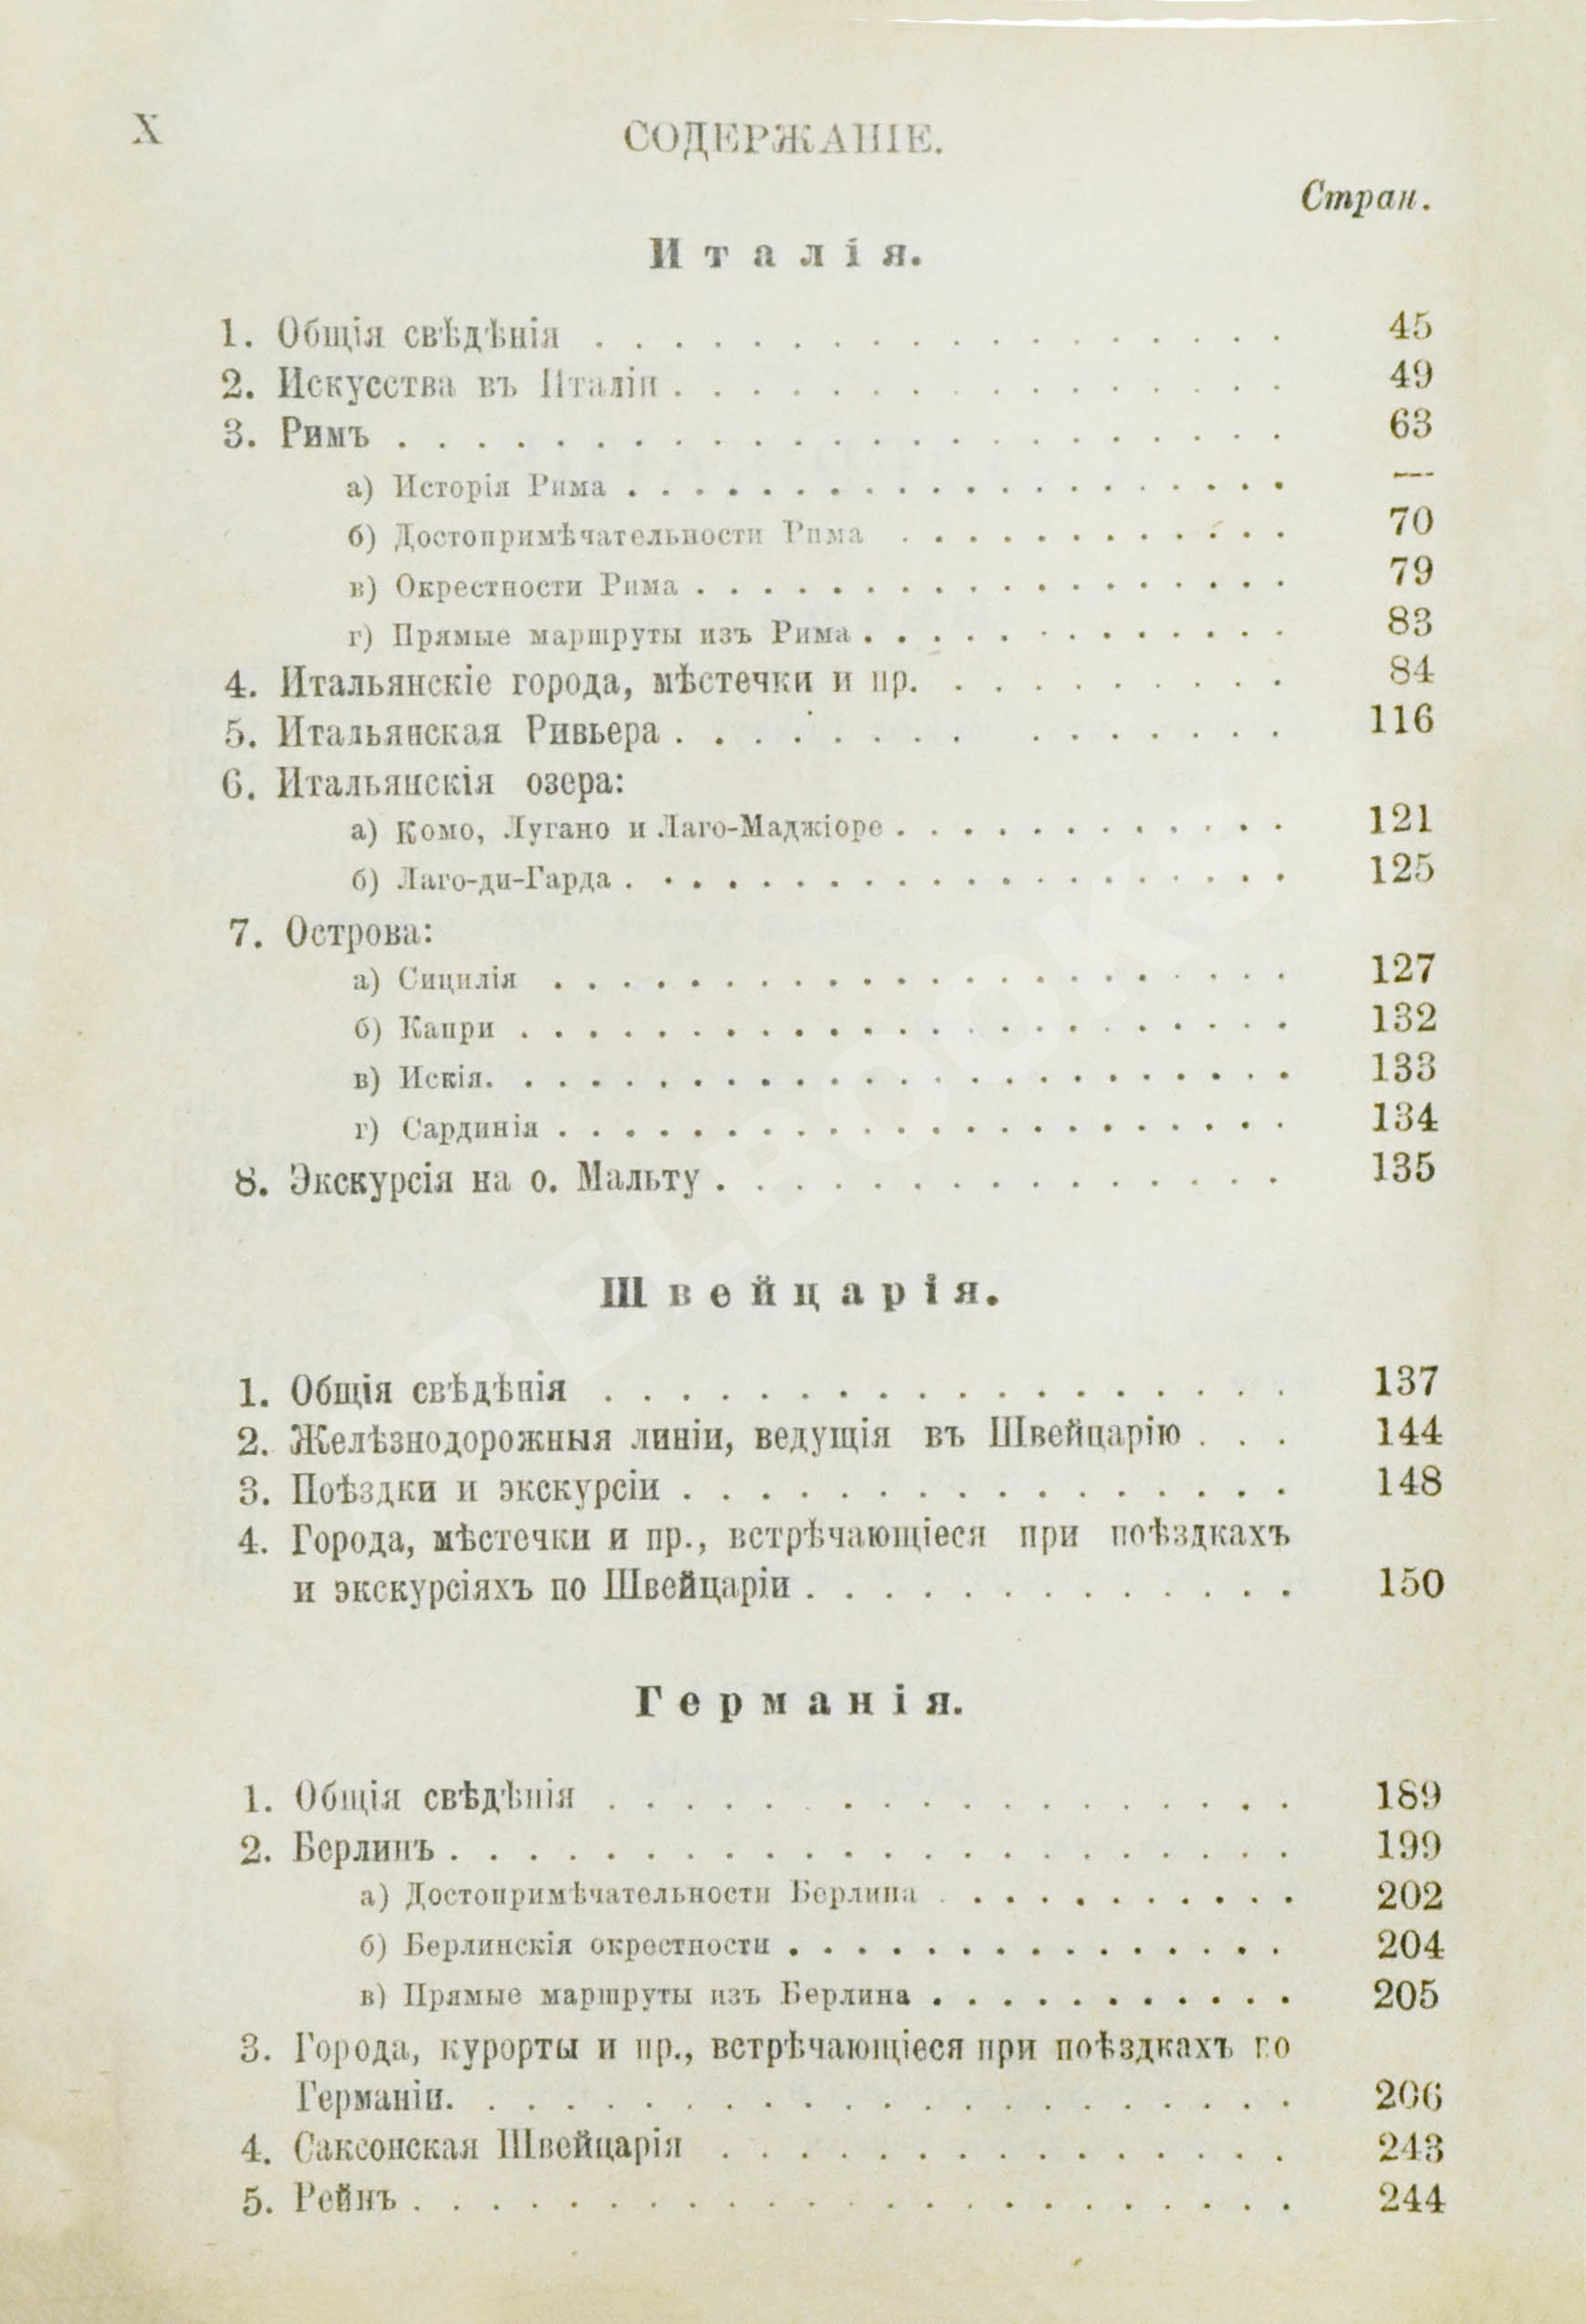 X
СОДЕРЖАНІЕ.
Стран.
Италія.
1. Общія свѣдѣнія . . . . . . . . . . . . . . . . . . 45
2. Искусства въ Италіи . . . . . . . . . . . . . . . . 49
3. Римъ . . . . . . . . . . . . . . . . . . . . . . . 63
а) Исторія Рима . . . . . . . . . . . . . . . . . . . . —
б) Достопримѣчательности Рима . . . . . . . . . . . . 70
в) Окрестности Рима . . . . . . . . . . . . . . . . . . 79
г) Прямые маршруты изъ Рима . . . . . . . . . . . . . 83
4. Итальянскіе города, мѣстечки и пр. . . . . . . . . . 84
5. Итальянская Ривьера . . . . . . . . . . . . . . . 116
6. Итальянскія озера:
а) Комо, Лугано и Лаго-Маджіоре . . . . . . . . . . . . 121
б) Лаго-ди-Гарда . . . . . . . . . . . . . . . . . . . . 125
7. Острова:
а) Сицилія . . . . . . . . . . . . . . . . . . . . . . 127
б) Капри . . . . . . . . . . . . . . . . . . . . . . . 132
в) Искія. . . . . . . . . . . . . . . . . . . . . . . . 133
г) Сардинія . . . . . . . . . . . . . . . . . . . . . . 134
8. Экскурсія на о. Мальту . . . . . . . . . . . . . . . 135
Швейцарія.
1. Общія свѣдѣнія . . . . . . . . . . . . . . . . . . 137
2. Желѣзнодорожныя линіи, ведущія въ Швейцарію . . . 144
3. Поѣздки и экскурсіи . . . . . . . . . . . . . . . . 148
4. Города, мѣстечки и пр., встрѣчающіеся при поѣздкахъ
и экскурсіяхъ по Швейцаріи . . . . . . . . . . . . . 150
Германія.
1. Общія свѣдѣнія . . . . . . . . . . . . . . . . . . 189
2. Берлинъ . . . . . . . . . . . . . . . . . . . . . . 199
а) Достопримѣчательности Берлина . . . . . . . . . . . 202
б) Берлинскія окрестности . . . . . . . . . . . . . . . 204
в) Прямые маршруты изъ Берлина . . . . . . . . . . . 205
3. Города, курорты и пр., встрѣчающіеся при поѣздкахъ по
Германіи. . . . . . . . . . . . . . . . . . . . . . 206
4. Саксонская Швейцарія . . . . . . . . . . . . . . . 243
5. Рейнъ . . . . . . . . . . . . . . . . . . . . . . . 244
BELBOOKS